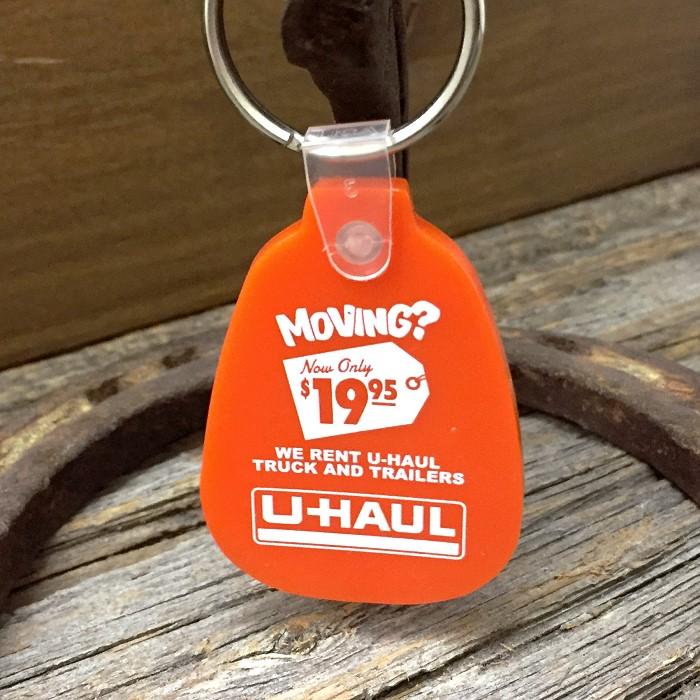 MOVING?
Now Only
$19.95
WE RENT U-HAUL
TRUCK AND TRAILERS
U-HAUL